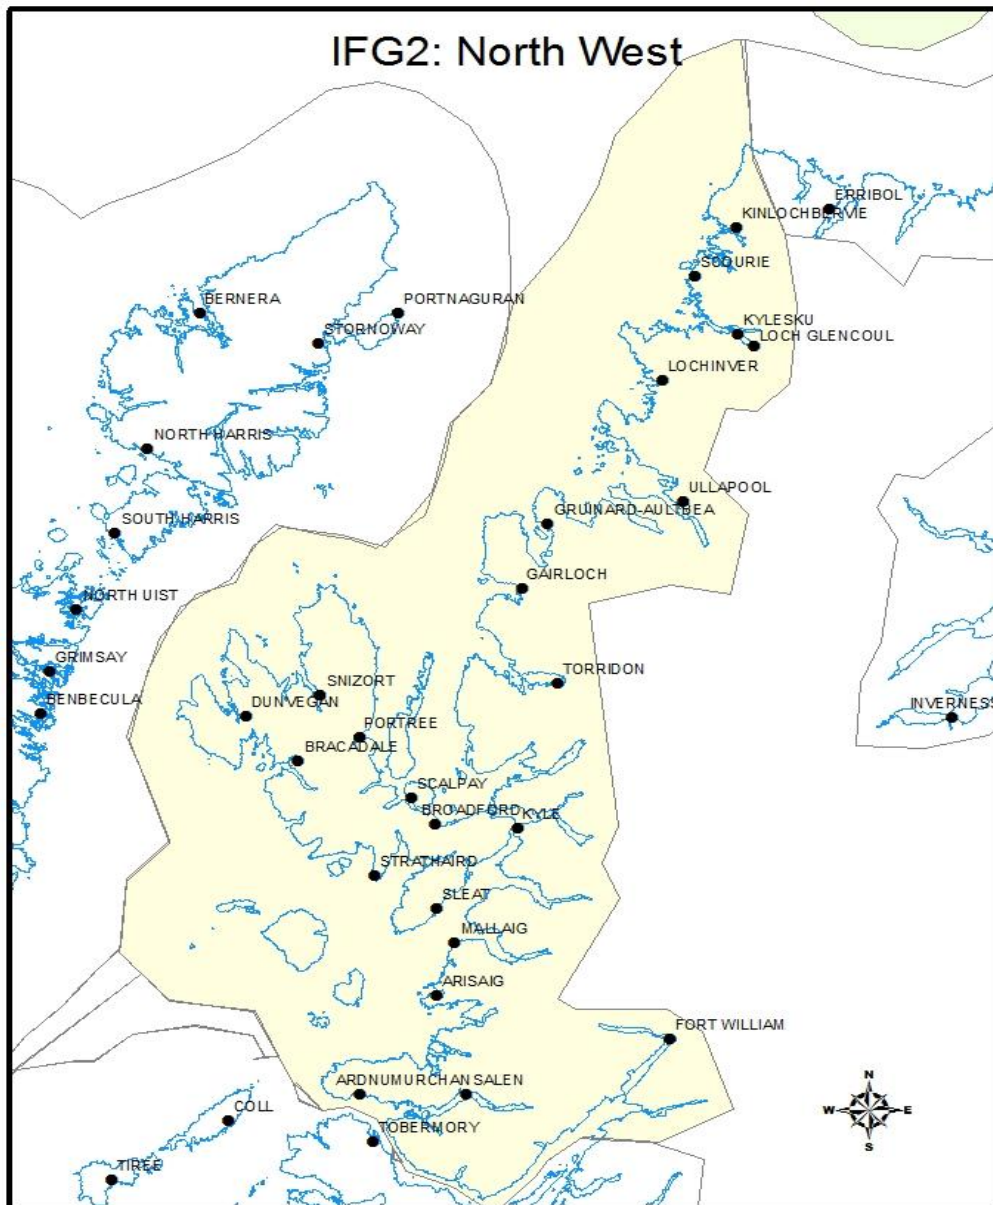 IFG2: North West
ERRIBOL
KINLOCHBERVIE
SCOURIE
BERNERA
PORTNAGURAN
STORNOWAY
KYLESKU
LOCH GLENCOUL
LOCHINVER
NORTH HARRIS
ULLAPOOL
GRUINARD-AULTBEA
SOUTH HARRIS
GAIRLOCH
NORTH UIST
GRIMSAY
TORRIDON
SNIZORT
BENBECULA
DUNVEGAN
INVERNESS
PORTREE
BRACADALE
SCALPAY
BROADFORD
KYLE
STRATHAIRD
SLEAT
MALLAIG
ARISAIG
FORT WILLIAM
ARDNUMURCHAN
SALEN
COLL
TOBERMORY
TIREE
N
W
E
S